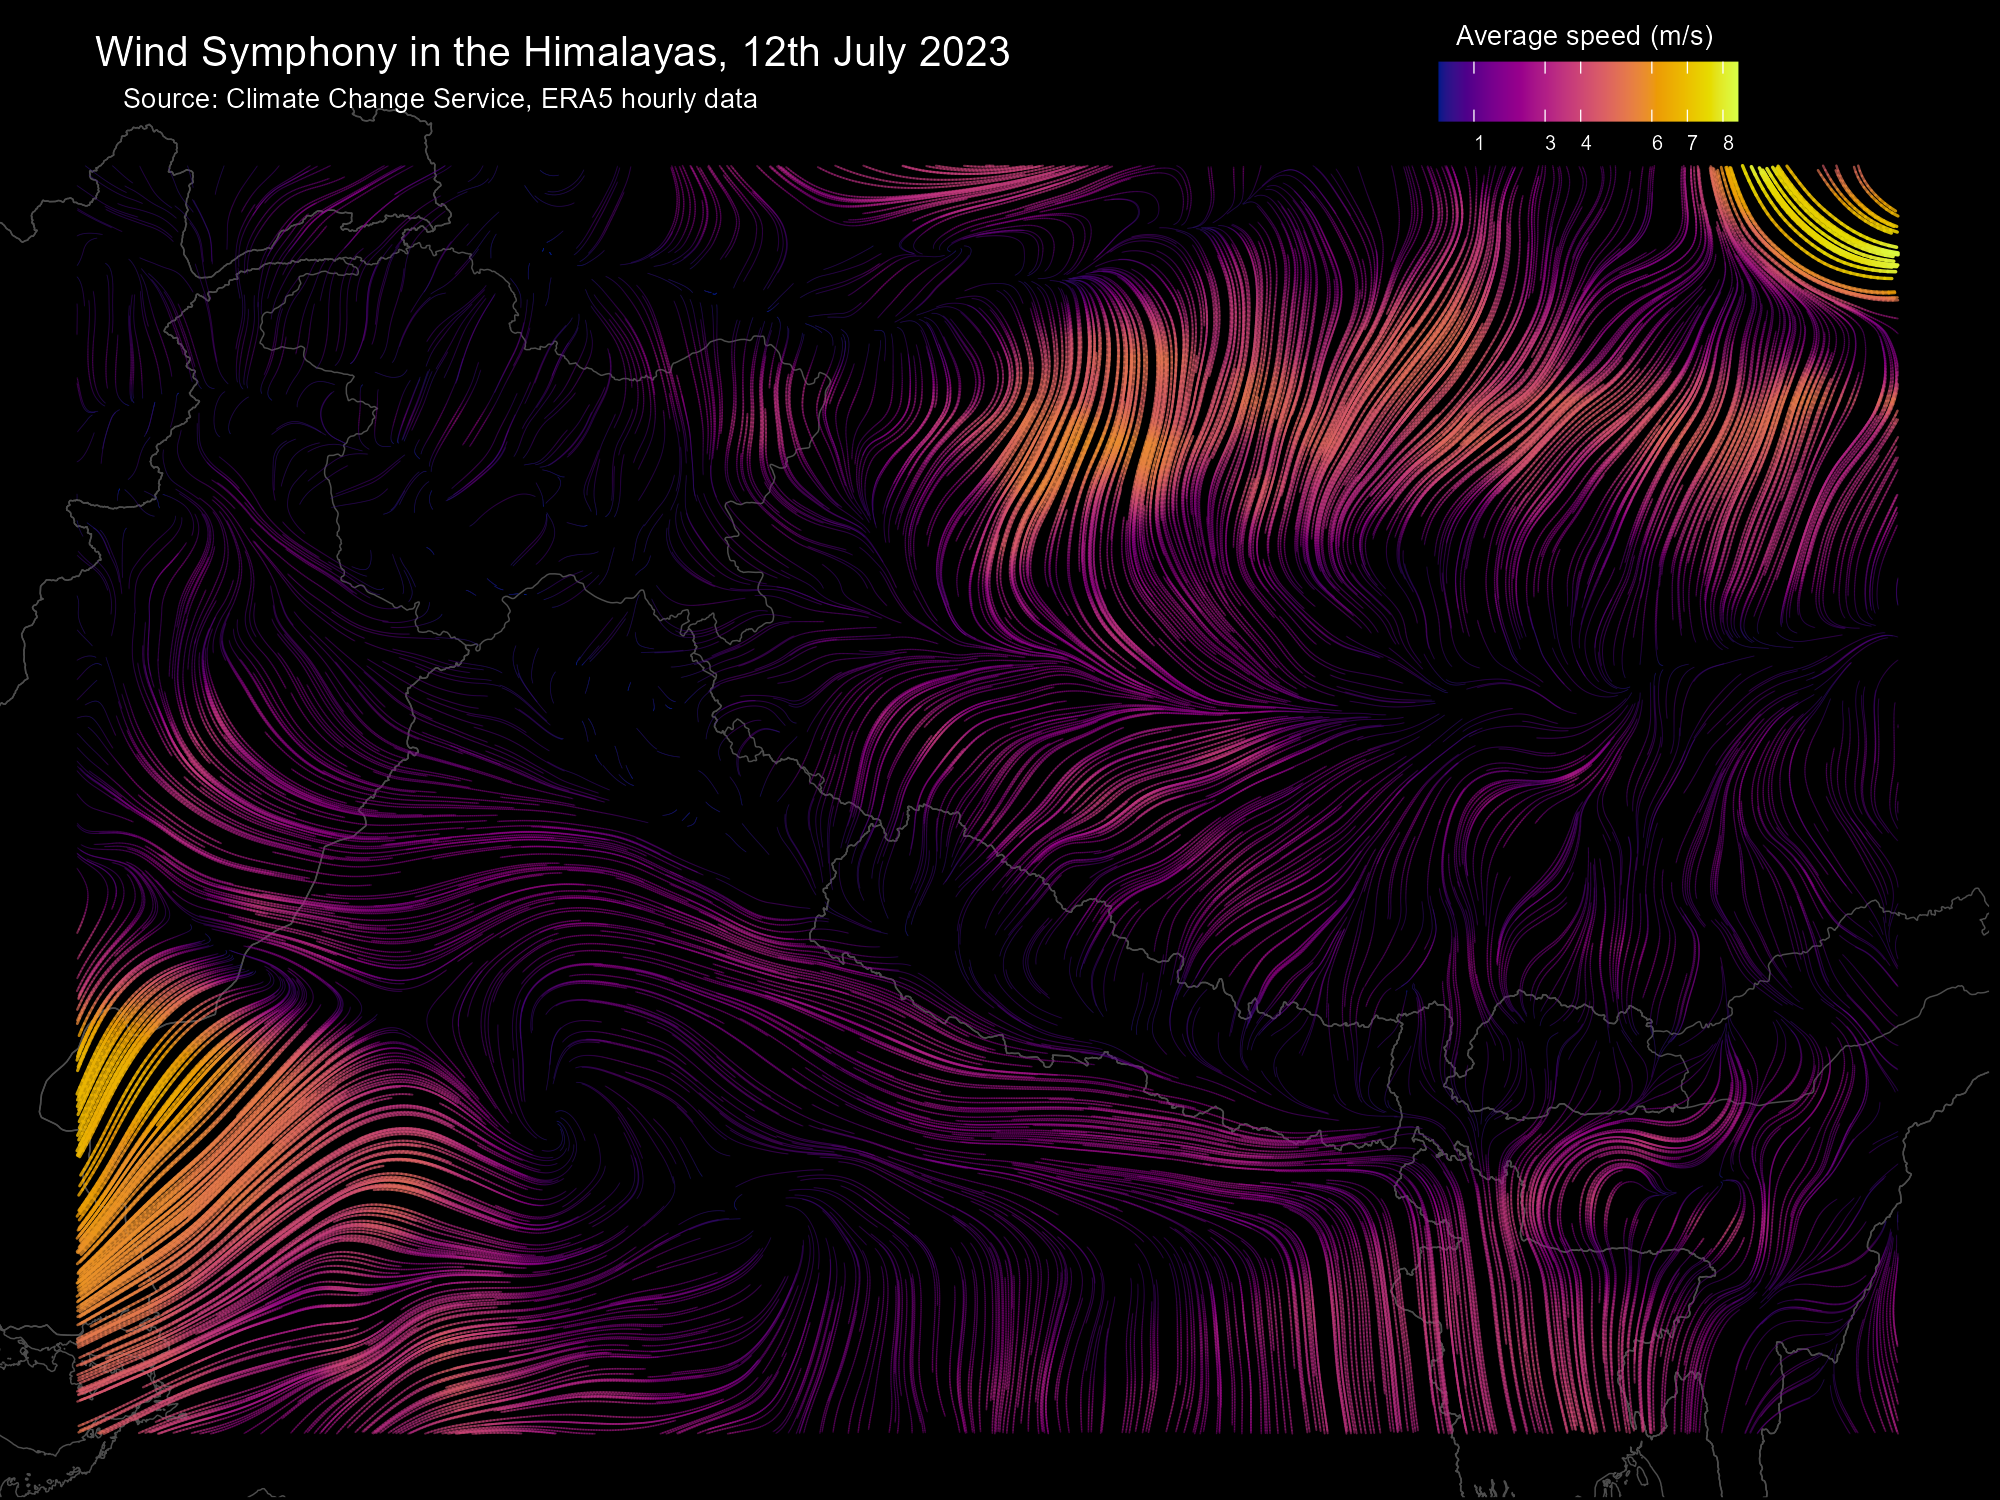 Wind Symphony in the Himalayas, 12th July 2023
Source: Climate Change Service, ERA5 hourly data
Average speed (m/s)
1 3 4 6 7 8